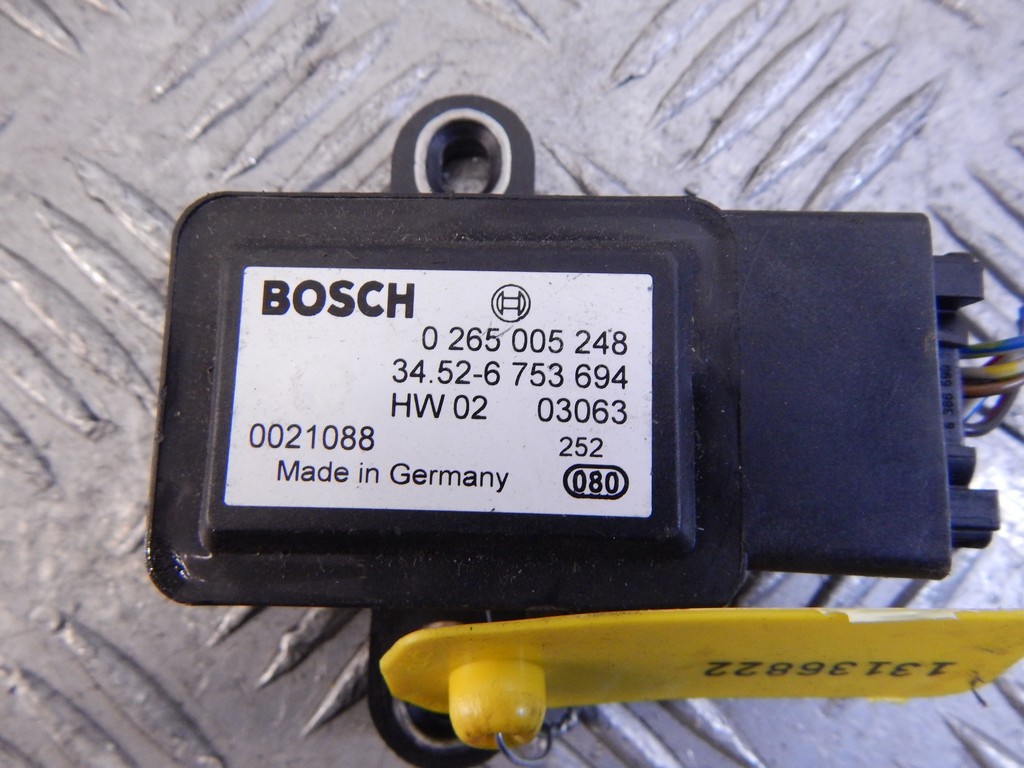 BOSCH
0 265 005 248
34.52-6 753 694
HW 02 03063
0021088 252
Made in Germany 080
13136822